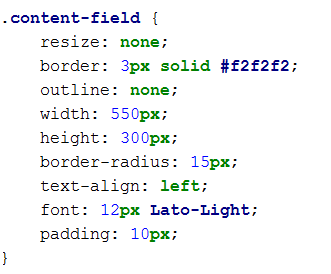 .content-field {
    resize: none;
    border: 3px solid #f2f2f2;
    outline: none;
    width: 550px;
    height: 300px;
    border-radius: 15px;
    text-align: left;
    font: 12px Lato-Light;
    padding: 10px;
}